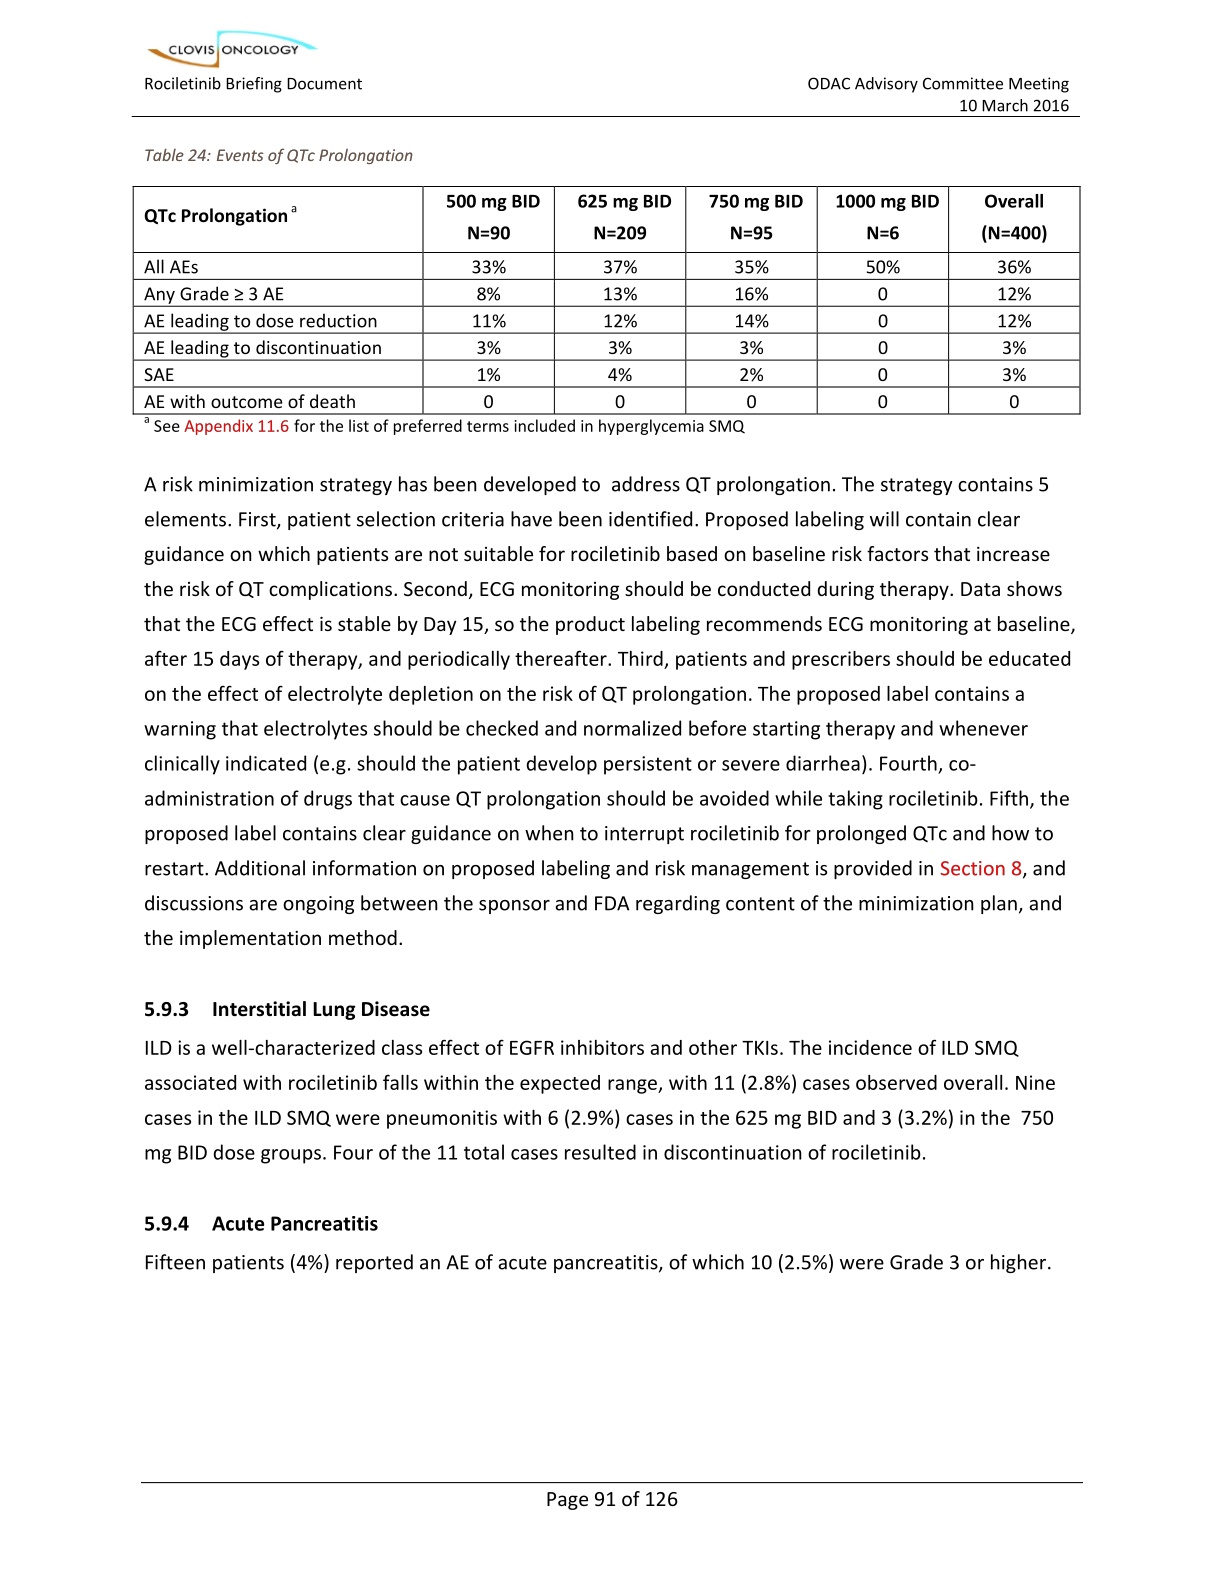 CLOVIS ONCOLOGY
Rociletinib Briefing Document ODAC Advisory Committee Meeting
10 March 2016
Table 24: Events of QTc Prolongation
QTc Prolongation a 500 mg BID N=90 625 mg BID N=209 750 mg BID N=95 1000 mg BID N=6 Overall (N=400)
All AEs 33% 37% 35% 50% 36%
Any Grade ≥ 3 AE 8% 13% 16% 0 12%
AE leading to dose reduction 11% 12% 14% 0 12%
AE leading to discontinuation 3% 3% 3% 0 3%
SAE 1% 4% 2% 0 3%
AE with outcome of death 0 0 0 0 0
a See Appendix 11.6 for the list of preferred terms included in hyperglycemia SMQ
A risk minimization strategy has been developed to address QT prolongation. The strategy contains 5
elements. First, patient selection criteria have been identified. Proposed labeling will contain clear
guidance on which patients are not suitable for rociletinib based on baseline risk factors that increase
the risk of QT complications. Second, ECG monitoring should be conducted during therapy. Data shows
that the ECG effect is stable by Day 15, so the product labeling recommends ECG monitoring at baseline,
after 15 days of therapy, and periodically thereafter. Third, patients and prescribers should be educated
on the effect of electrolyte depletion on the risk of QT prolongation. The proposed label contains a
warning that electrolytes should be checked and normalized before starting therapy and whenever
clinically indicated (e.g. should the patient develop persistent or severe diarrhea). Fourth, co-
administration of drugs that cause QT prolongation should be avoided while taking rociletinib. Fifth, the
proposed label contains clear guidance on when to interrupt rociletinib for prolonged QTc and how to
restart. Additional information on proposed labeling and risk management is provided in Section 8, and
discussions are ongoing between the sponsor and FDA regarding content of the minimization plan, and
the implementation method.
5.9.3 Interstitial Lung Disease
ILD is a well-characterized class effect of EGFR inhibitors and other TKIs. The incidence of ILD SMQ
associated with rociletinib falls within the expected range, with 11 (2.8%) cases observed overall. Nine
cases in the ILD SMQ were pneumonitis with 6 (2.9%) cases in the 625 mg BID and 3 (3.2%) in the 750
mg BID dose groups. Four of the 11 total cases resulted in discontinuation of rociletinib.
5.9.4 Acute Pancreatitis
Fifteen patients (4%) reported an AE of acute pancreatitis, of which 10 (2.5%) were Grade 3 or higher.
Page 91 of 126